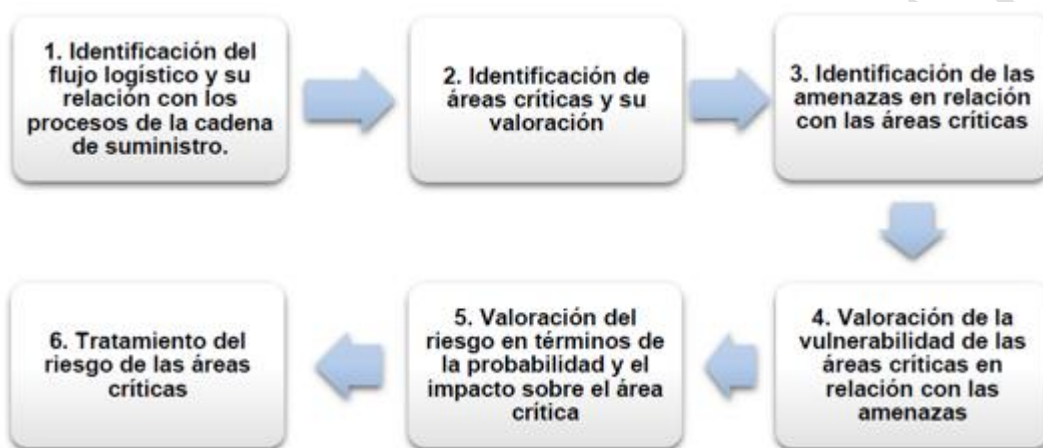 1. Identificación del
flujo logístico y su
relación con los
procesos de la cadena
de suministro.
2. Identificación de
áreas críticas y su
valoración
3. Identificación de las
amenazas en relación
con las áreas críticas
4. Valoración de la
vulnerabilidad de las
áreas críticas en
relación con las
amenazas
5. Valoración del
riesgo en términos de
la probabilidad y el
impacto sobre el área
crítica
6. Tratamiento del
riesgo de las áreas
críticas